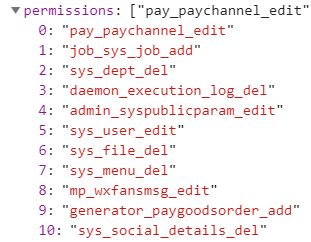 ▼permissions: ["pay_paychannel_edit"
0: "pay_paychannel_edit"
1: "job_sys_job_add"
2: "sys_dept_del"
3: "daemon_execution_log_del"
4: "admin_syspublicparam_edit"
5: "sys_user_edit"
6: "sys_file_del"
7: "sys_menu_del"
8: "mp_wxfansmsg_edit"
9: "generator_paygoodsorder_add"
10: "sys_social_details_del"